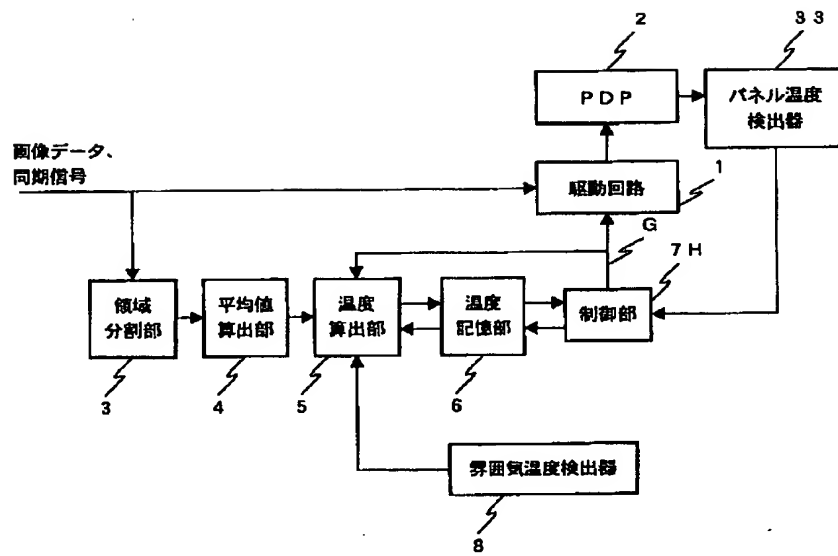 2
33
PDP
パネル温度
検出器
画像データ、
同期信号
駆動回路
1
G
7H
領域
分割部
平均値
算出部
温度
算出部
温度
記憶部
制御部
3
4
5
6
雰囲気温度検出器
8